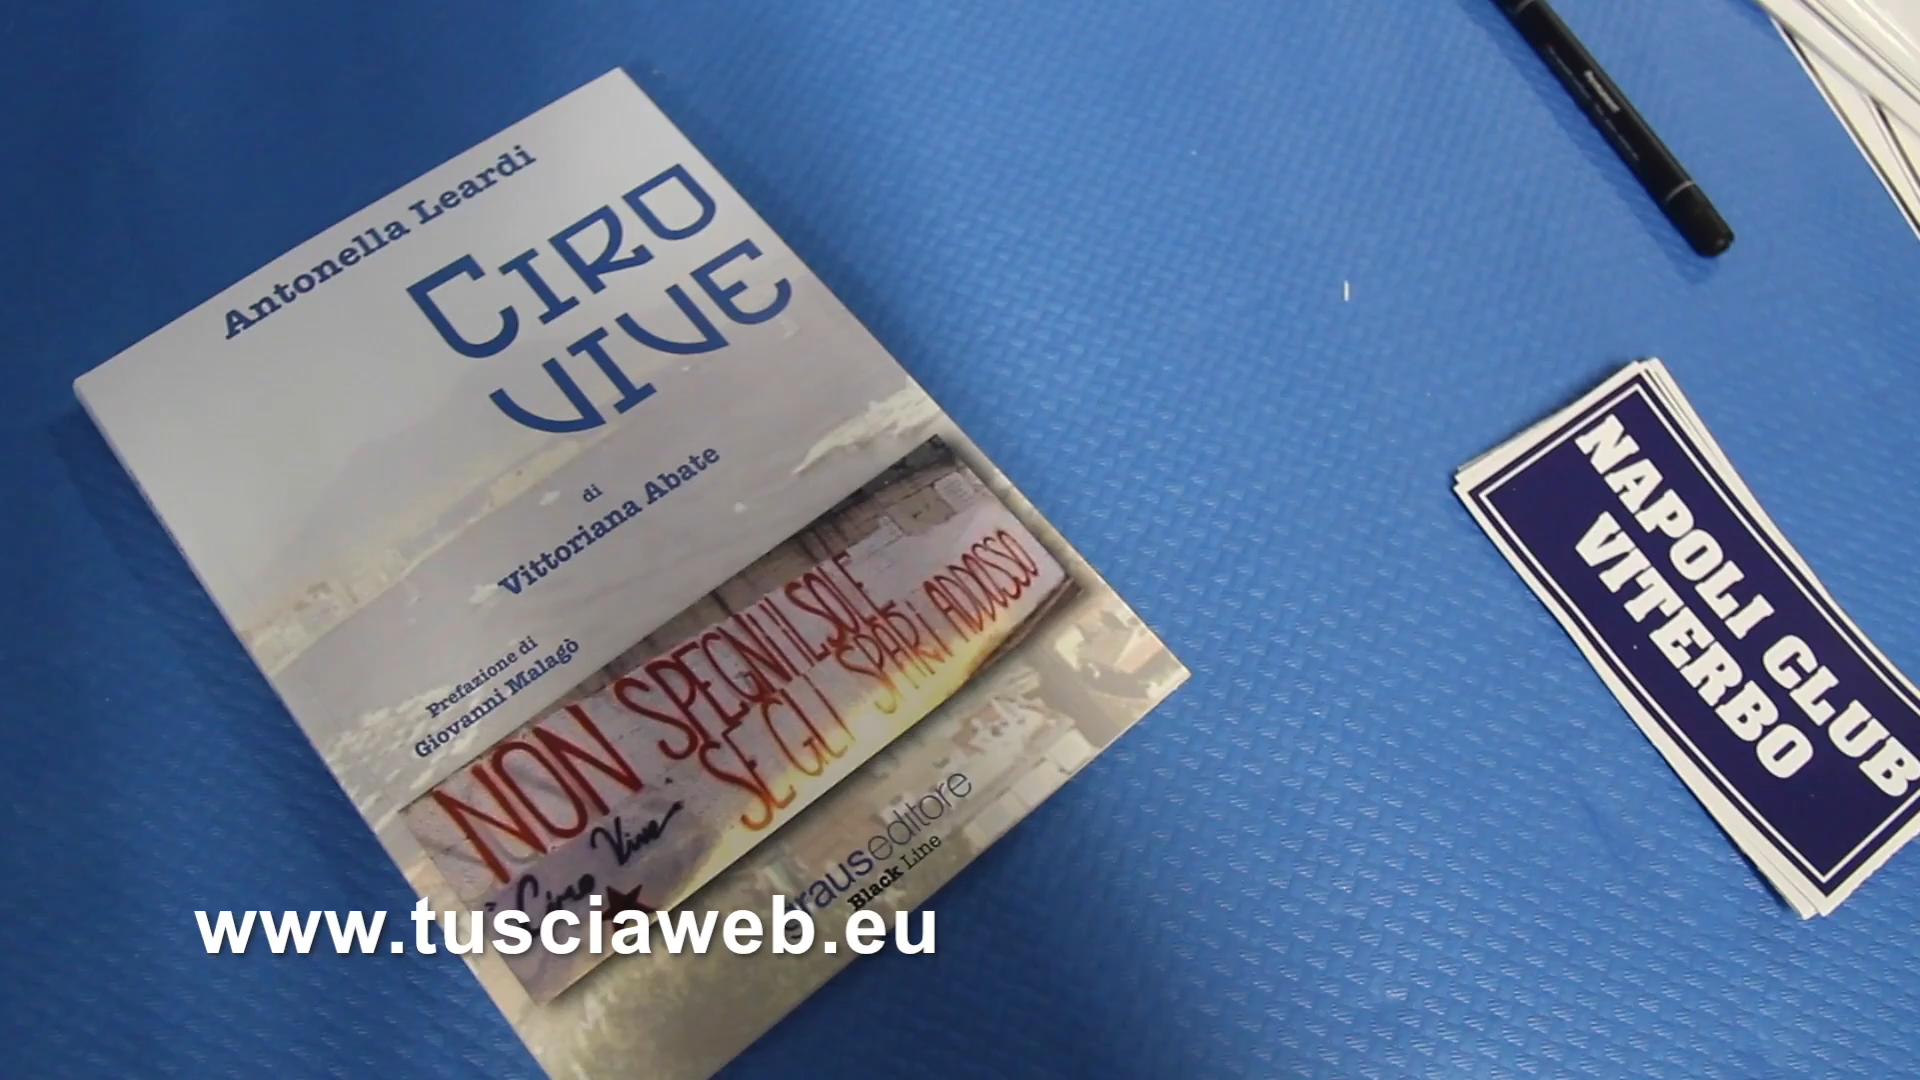 Antonella Leardi
CIRO
VIVE
di
Vittoriana Abate
Prefazione di
Giovanni Malagò
NON SPEGNI IL SOLE
SE GLI SPARI ADDOSSO
Ciro Vive
grauseditore
Black Line
NAPOLI CLUB
VITERBO
www.tusciaweb.eu